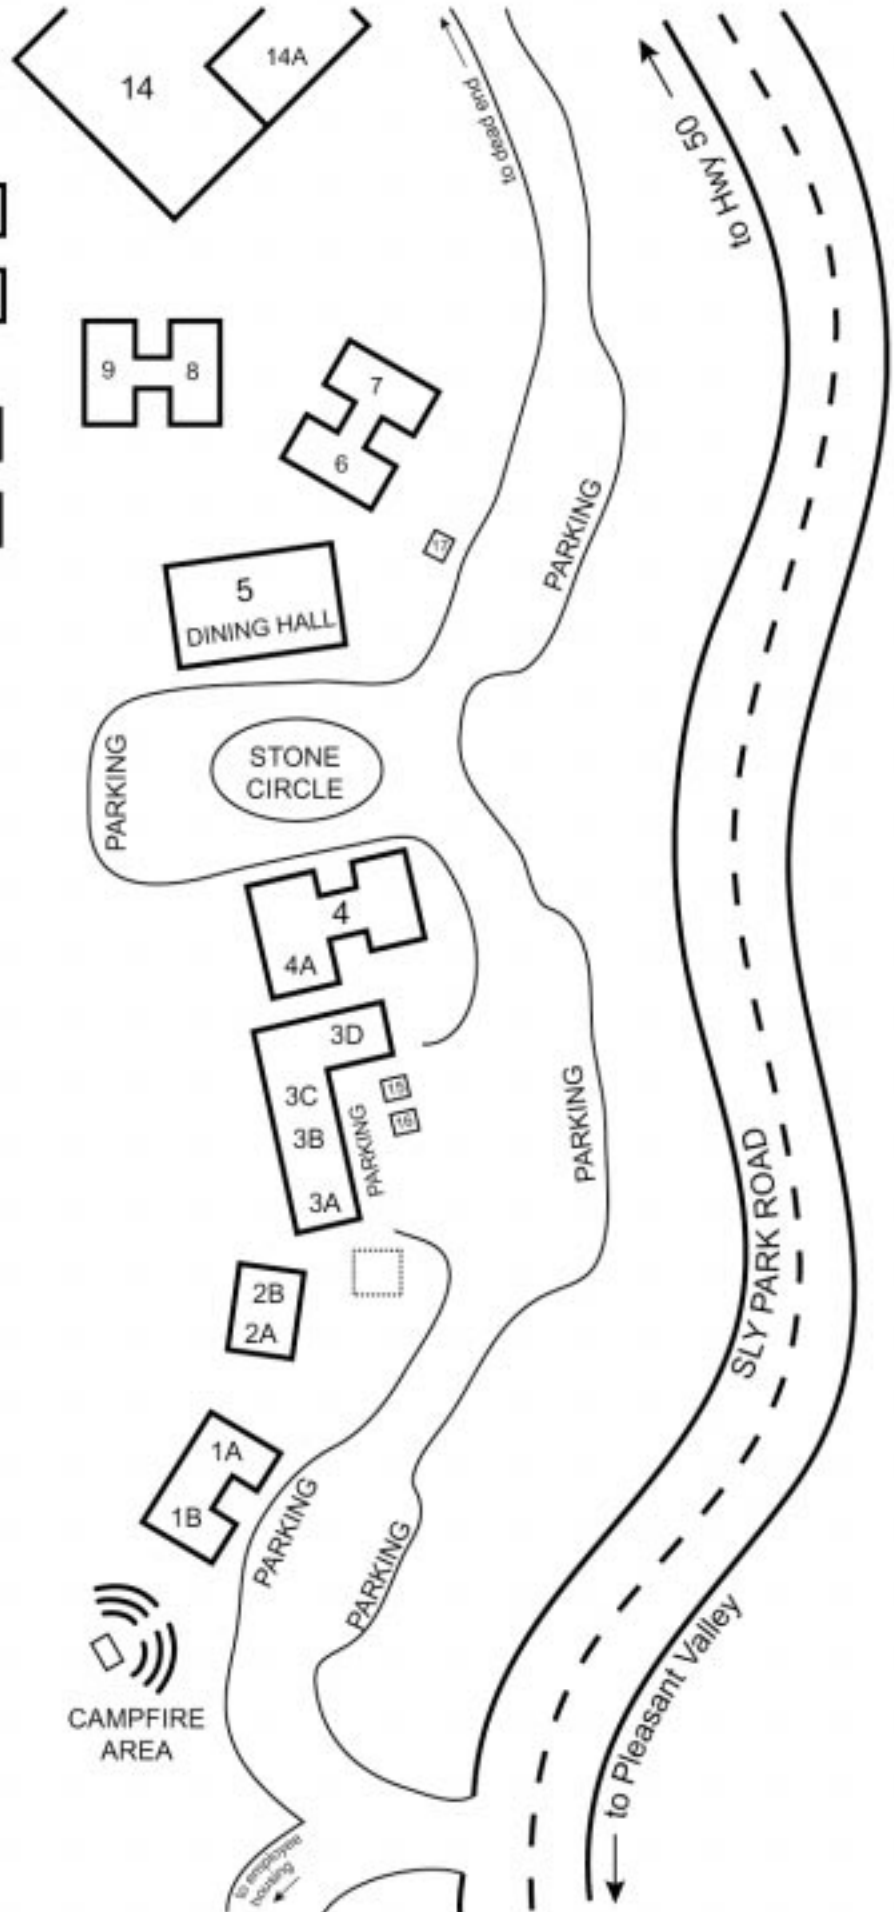 14
14A
to dead end
to Hwy 50
9
8
7
6
PARKING
17
5
DINING HALL
PARKING
STONE
CIRCLE
4
4A
3D
3C
15
16
3B
PARKING
3A
PARKING
SLY PARK ROAD
2B
2A
1A
1B
PARKING
PARKING
CAMPFIRE
AREA
to Pleasant Valley
to employee
housing